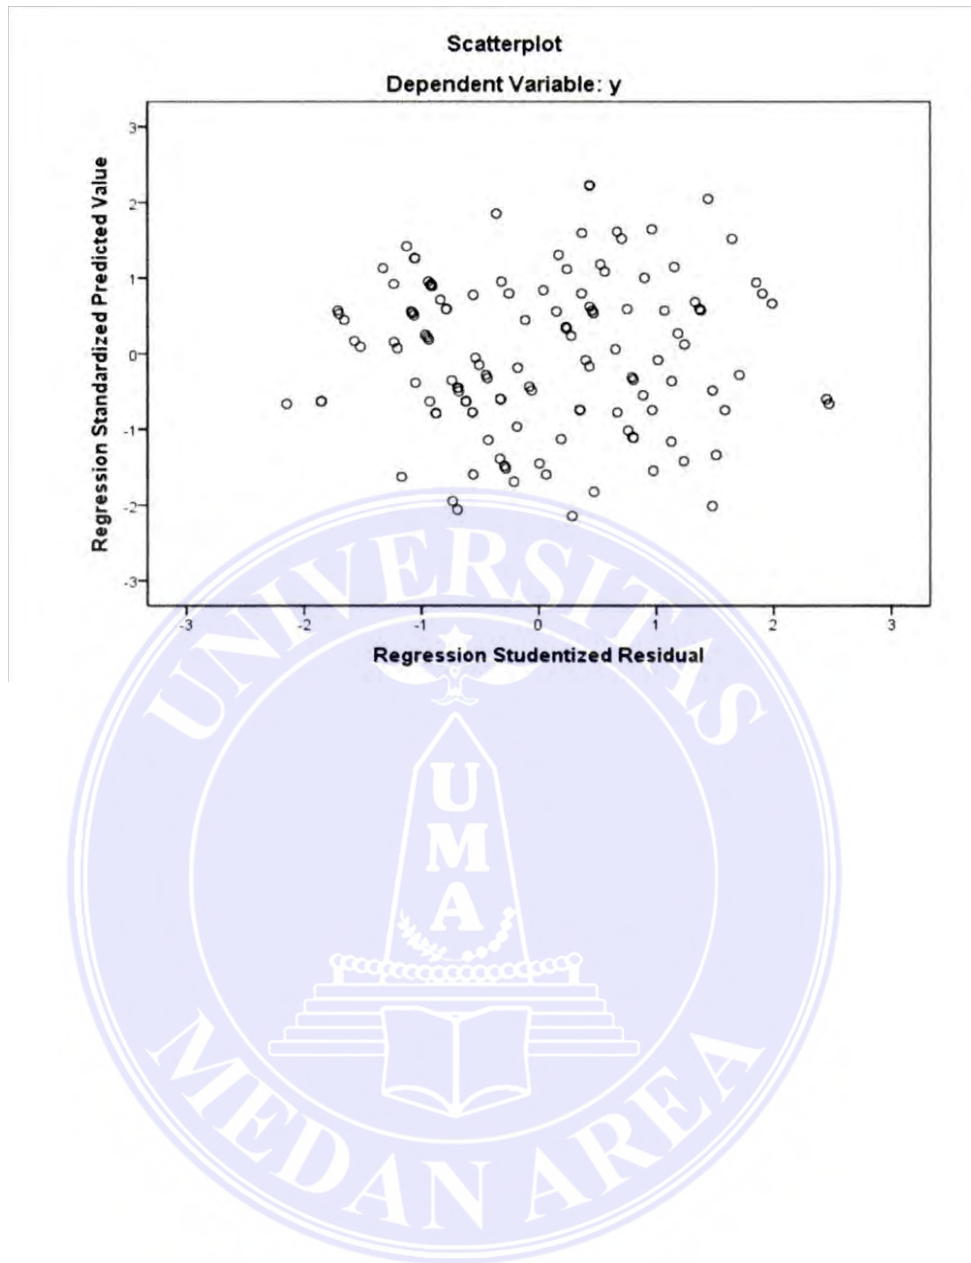 Scatterplot
Dependent Variable: y
Regression Standardized Predicted Value
3
2
1
0
-1
-2
-3
-3 -2 -1 0 1 2 3
Regression Studentized Residual
UNIVERSITAS
U
M
A
MEDAN AREA